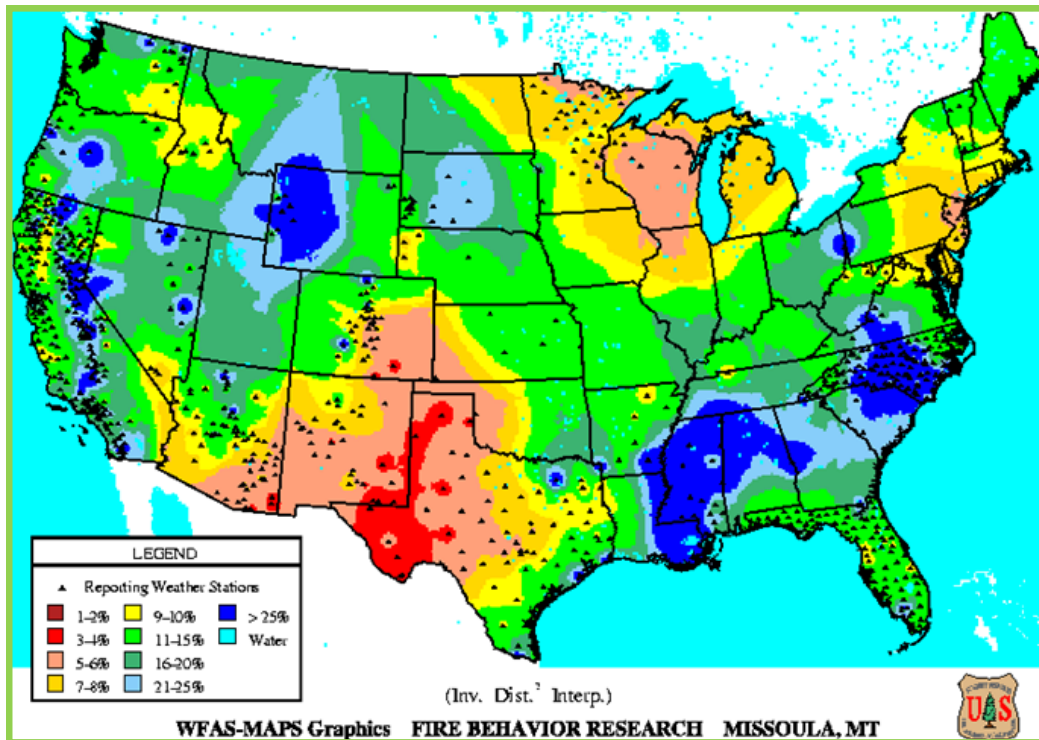 LEGEND
Reporting Weather Stations
1-2%
3-4%
5-6%
7-8%
9-10%
11-15%
16-20%
21-25%
> 25%
Water
(Inv. Dist.² Interp.)
WFAS-MAPS Graphics FIRE BEHAVIOR RESEARCH MISSOULA, MT
U S